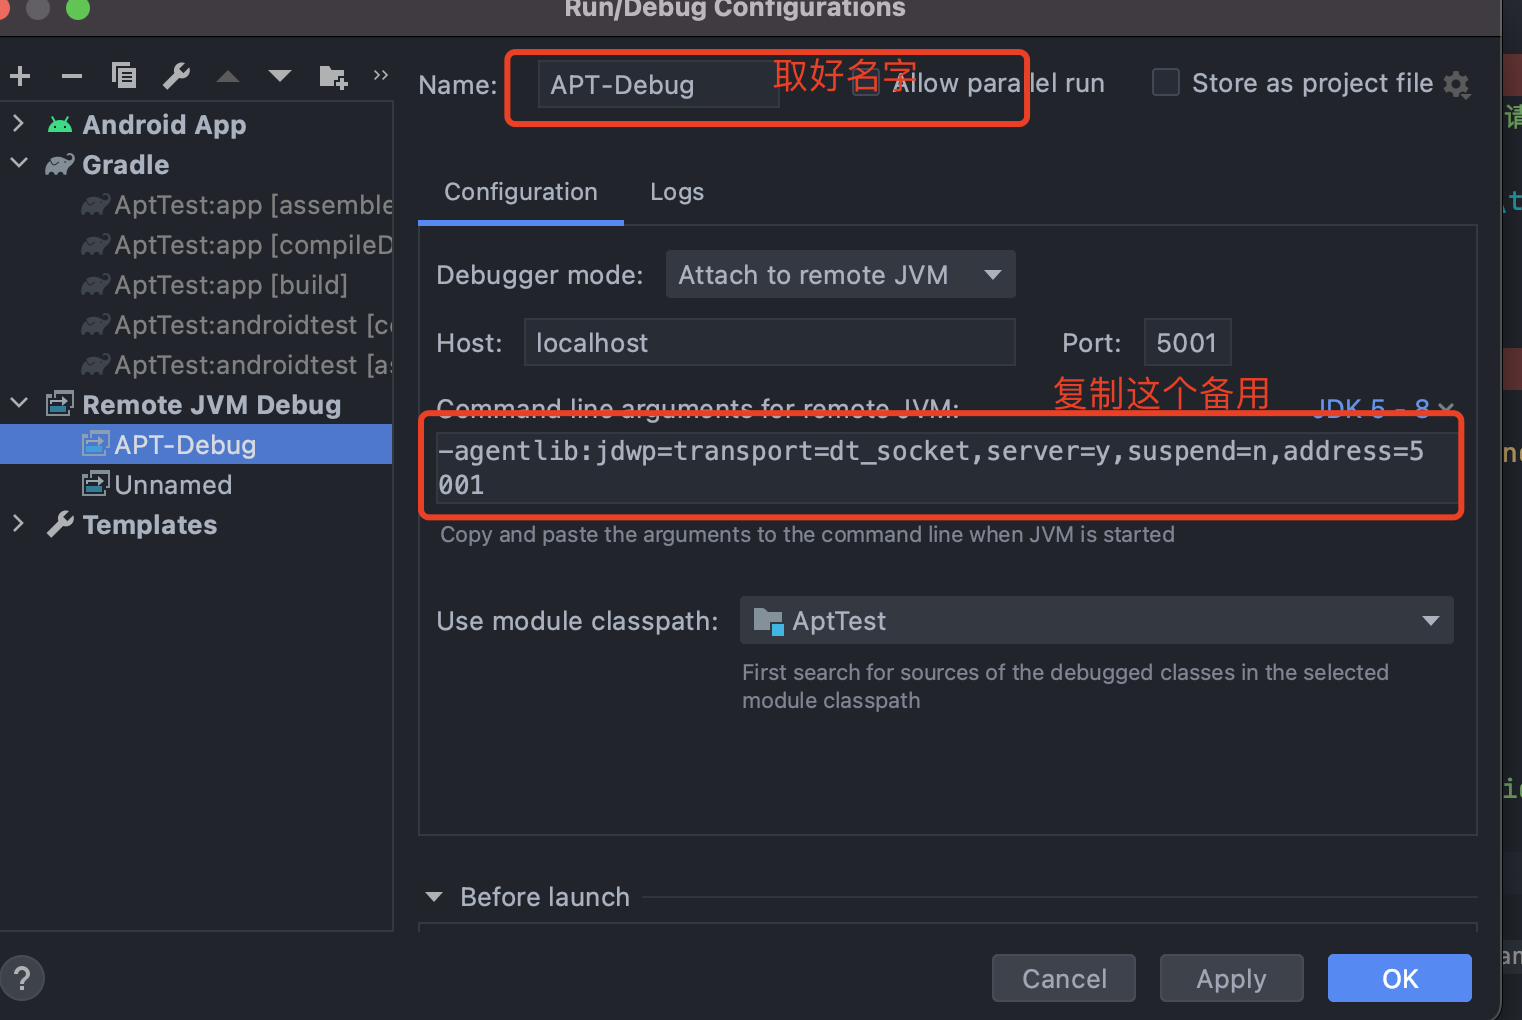 Run/Debug Configurations
Name:
APT-Debug
取好名字
Allow parallel run
Store as project file
Android App
Gradle
AptTest:app [assemble
AptTest:app [compileD
AptTest:app [build]
AptTest:androidtest [co
AptTest:androidtest [as
Remote JVM Debug
APT-Debug
Unnamed
Templates
Configuration
Logs
Debugger mode:
Attach to remote JVM
Host:
localhost
Port:
5001
复制这个备用
Command line arguments for remote JVM:
JDK 5 - 8
-agentlib:jdwp=transport=dt_socket,server=y,suspend=n,address=5
001
Copy and paste the arguments to the command line when JVM is started
Use module classpath:
AptTest
First search for sources of the debugged classes in the selected
module classpath
Before launch
?
Cancel
Apply
OK